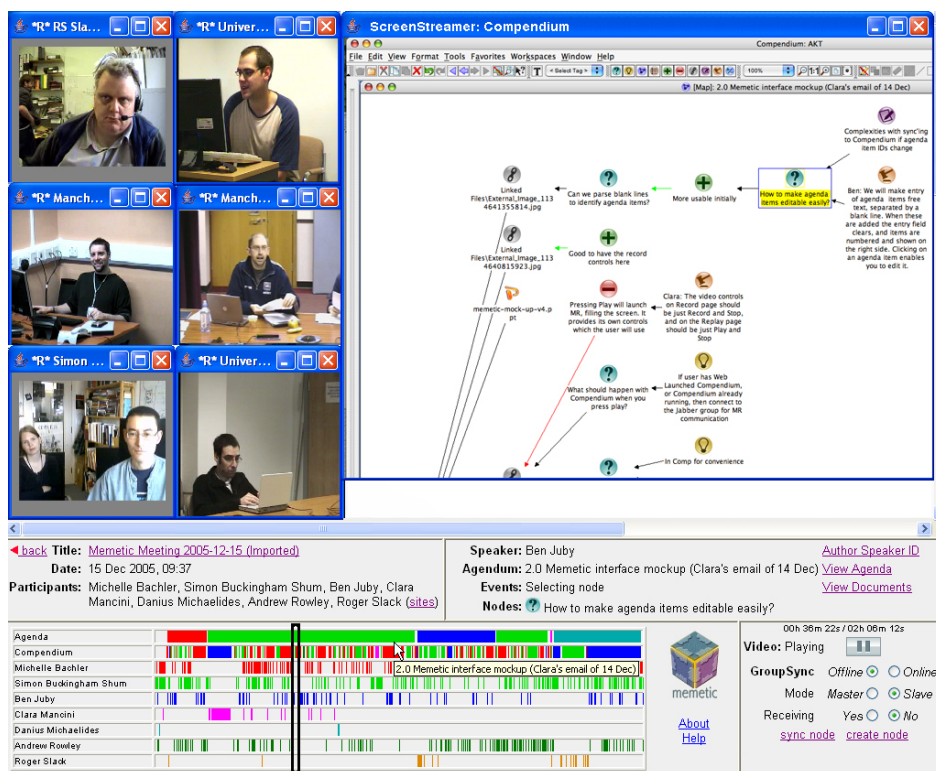 *R* RS Sla...
*R* Univer...
ScreenStreamer: Compendium
Compendium: AKT
File Edit View Format Tools Favorites Workspaces Window Help
T < Select Tag > 100%
[Map]: 2.0 Memetic interface mockup (Clara's email of 14 Dec)
Complexities with sync'ing
to Compendium if agenda
item IDs change
Linked
Files\External_Image_113
4641355814.jpg
Can we parse blank lines
to identify agenda items?
More usable initially
How to make agenda
items editable easily?
Ben: We will make entry
of agenda items free
text, separated by a
blank line. When these
are added the entry field
clears, and items are
numbered and shown on
the right side. Clicking on
an agenda item enables
you to edit it.
*R* Manch...
*R* Manch...
Linked
Files\External_Image_113
4640815923.jpg
Good to have the record
controls here
memetic-mock-up-v4.p
pt
Pressing Play will launch
MR, filling the screen. It
provides its own controls
which the user will use
Clara: The video controls
on Record page should
be just Record and Stop,
and on the Replay page
should be just Play and
Stop
*R* Simon ...
*R* Univer...
What should happen with
Compendium when you
press play?
If user has Web
Launched Compendium,
or Compendium already
running, then connect to
the Jabber group for MR
communication
In Comp for convenience
back Title: Memetic Meeting 2005-12-15 (Imported)
Date: 15 Dec 2005, 09:37
Participants: Michelle Bachler, Simon Buckingham Shum, Ben Juby, Clara
Mancini, Danius Michaelides, Andrew Rowley, Roger Slack (sites)
Speaker: Ben Juby
Author Speaker ID
Agendum: 2.0 Memetic interface mockup (Clara's email of 14 Dec)
View Agenda
Events: Selecting node
View Documents
Nodes: ? How to make agenda items editable easily?
Agenda
Compendium
Michelle Bachler
2.0 Memetic interface mockup (Clara's email of 14 Dec)
Simon Buckingham Shum
Ben Juby
Clara Mancini
Danius Michaelides
Andrew Rowley
Roger Slack
memetic
About
Help
00h 36m 22s / 02h 06m 12s
Video: Playing
GroupSync Offline Online
Mode Master Slave
Receiving Yes No
sync node create node